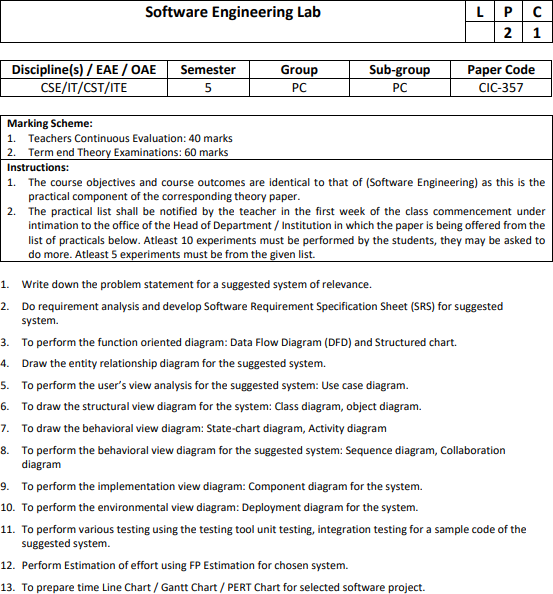 Software Engineering Lab
L P C
2 1
Discipline(s) / EAE / OAE Semester Group Sub-group Paper Code
CSE/IT/CST/ITE 5 PC PC CIC-357
Marking Scheme:
1. Teachers Continuous Evaluation: 40 marks
2. Term end Theory Examinations: 60 marks
Instructions:
1. The course objectives and course outcomes are identical to that of (Software Engineering) as this is the
practical component of the corresponding theory paper.
2. The practical list shall be notified by the teacher in the first week of the class commencement under
intimation to the office of the Head of Department / Institution in which the paper is being offered from the
list of practicals below. Atleast 10 experiments must be performed by the students, they may be asked to
do more. Atleast 5 experiments must be from the given list.
1. Write down the problem statement for a suggested system of relevance.
2. Do requirement analysis and develop Software Requirement Specification Sheet (SRS) for suggested
system.
3. To perform the function oriented diagram: Data Flow Diagram (DFD) and Structured chart.
4. Draw the entity relationship diagram for the suggested system.
5. To perform the user's view analysis for the suggested system: Use case diagram.
6. To draw the structural view diagram for the system: Class diagram, object diagram.
7. To draw the behavioral view diagram: State-chart diagram, Activity diagram
8. To perform the behavioral view diagram for the suggested system: Sequence diagram, Collaboration
diagram
9. To perform the implementation view diagram: Component diagram for the system.
10. To perform the environmental view diagram: Deployment diagram for the system.
11. To perform various testing using the testing tool unit testing, integration testing for a sample code of the
suggested system.
12. Perform Estimation of effort using FP Estimation for chosen system.
13. To prepare time Line Chart / Gantt Chart / PERT Chart for selected software project.